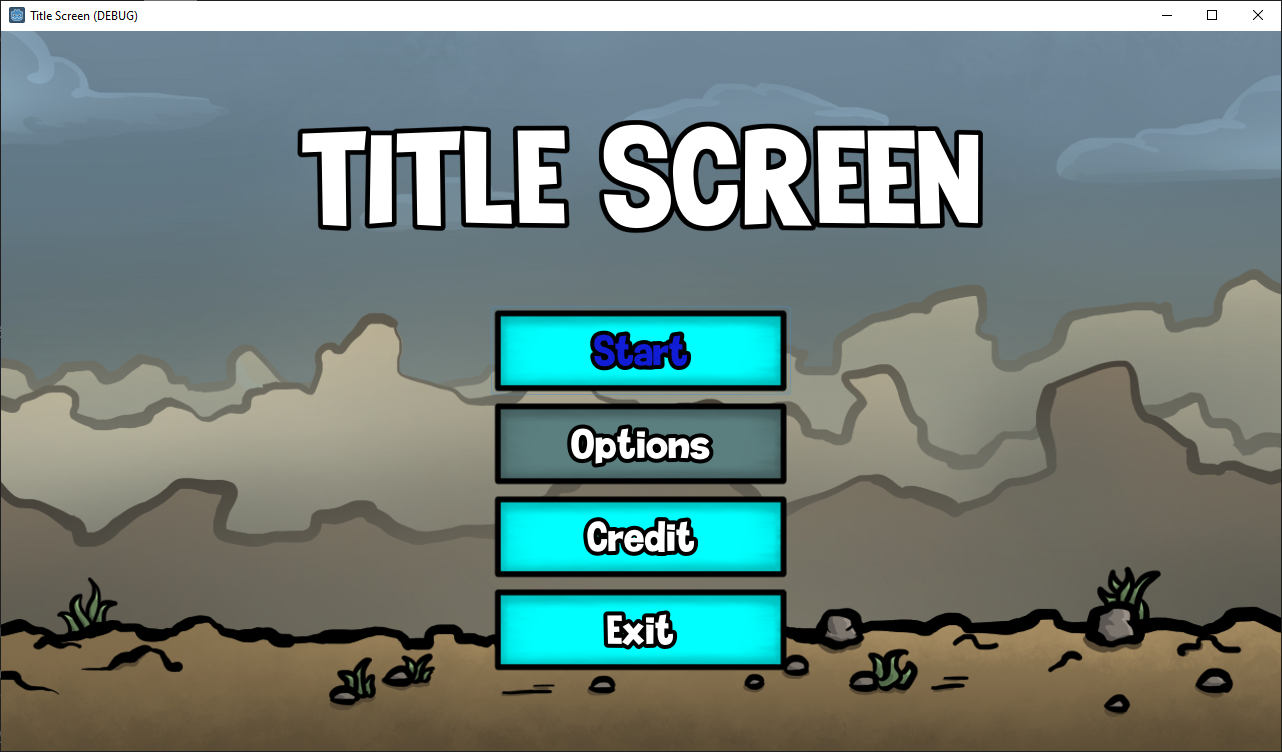 Title Screen (DEBUG)
TITLE SCREEN
Start
Options
Credit
Exit